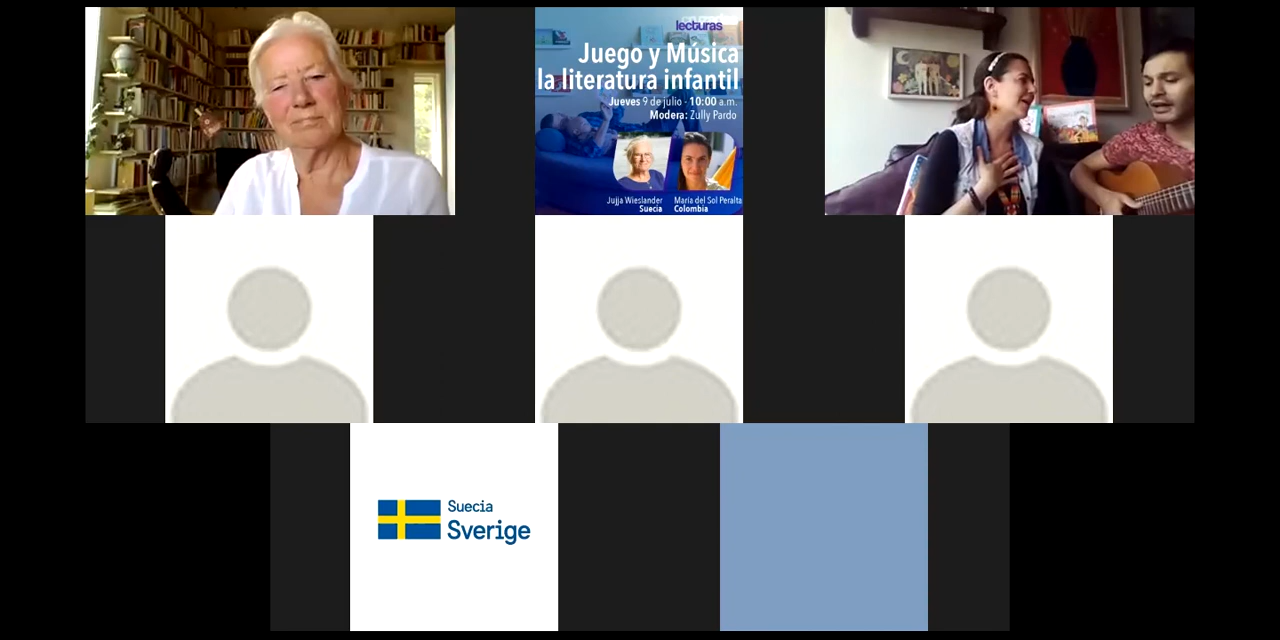 lecturas
Juego y Música
la literatura infantil
Jueves 9 de julio · 10:00 a.m.
Modera: Zully Pardo
Jujja Wieslander
Suecia
María del Sol Peralta
Colombia
Suecia
Sverige